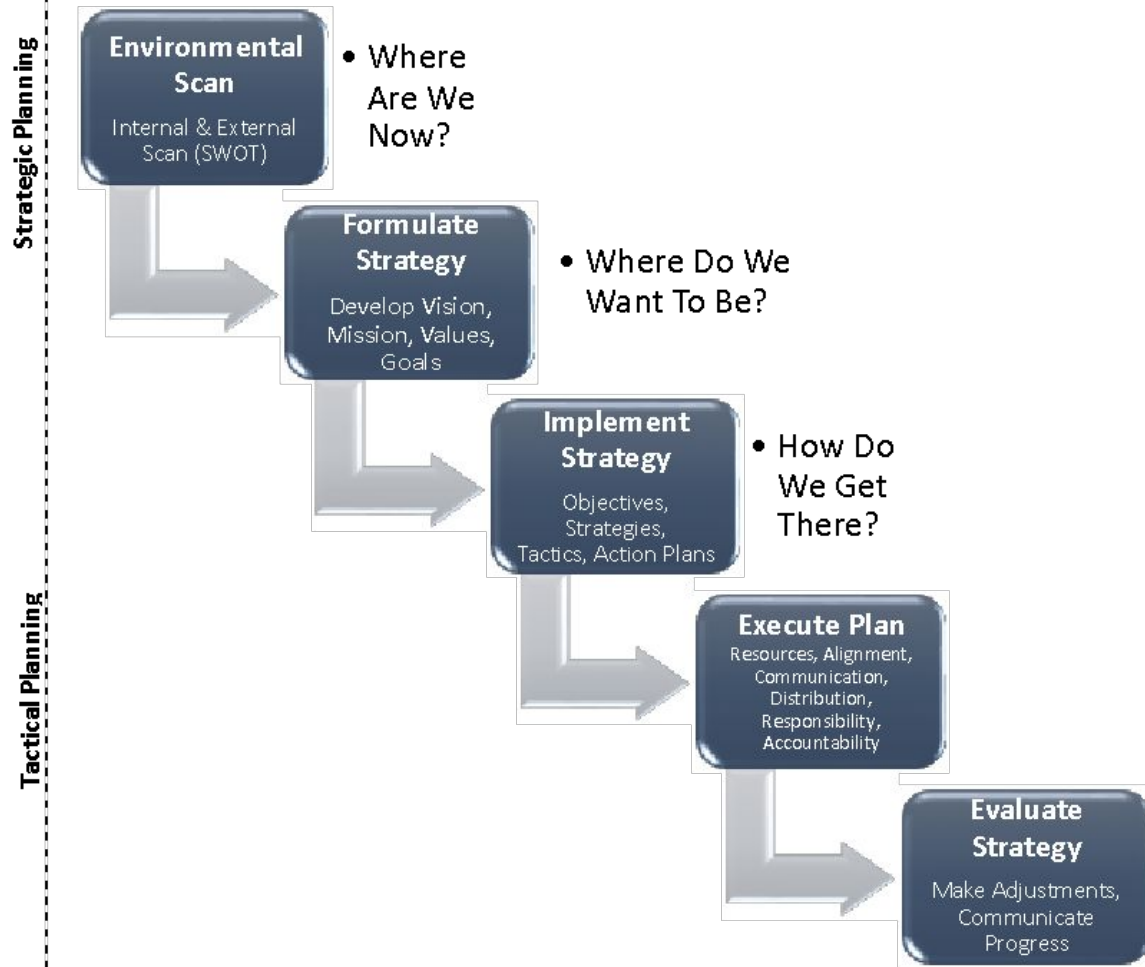 Strategic Planning
Environmental
Scan
Internal & External
Scan (SWOT)
• Where
Are We
Now?
Formulate
Strategy
Develop Vision,
Mission, Values,
Goals
• Where Do We
Want To Be?
Implement
Strategy
Objectives,
Strategies,
Tactics, Action Plans
• How Do
We Get
There?
Tactical Planning
Execute Plan
Resources, Alignment,
Communication,
Distribution,
Responsibility,
Accountability
Evaluate
Strategy
Make Adjustments,
Communicate
Progress